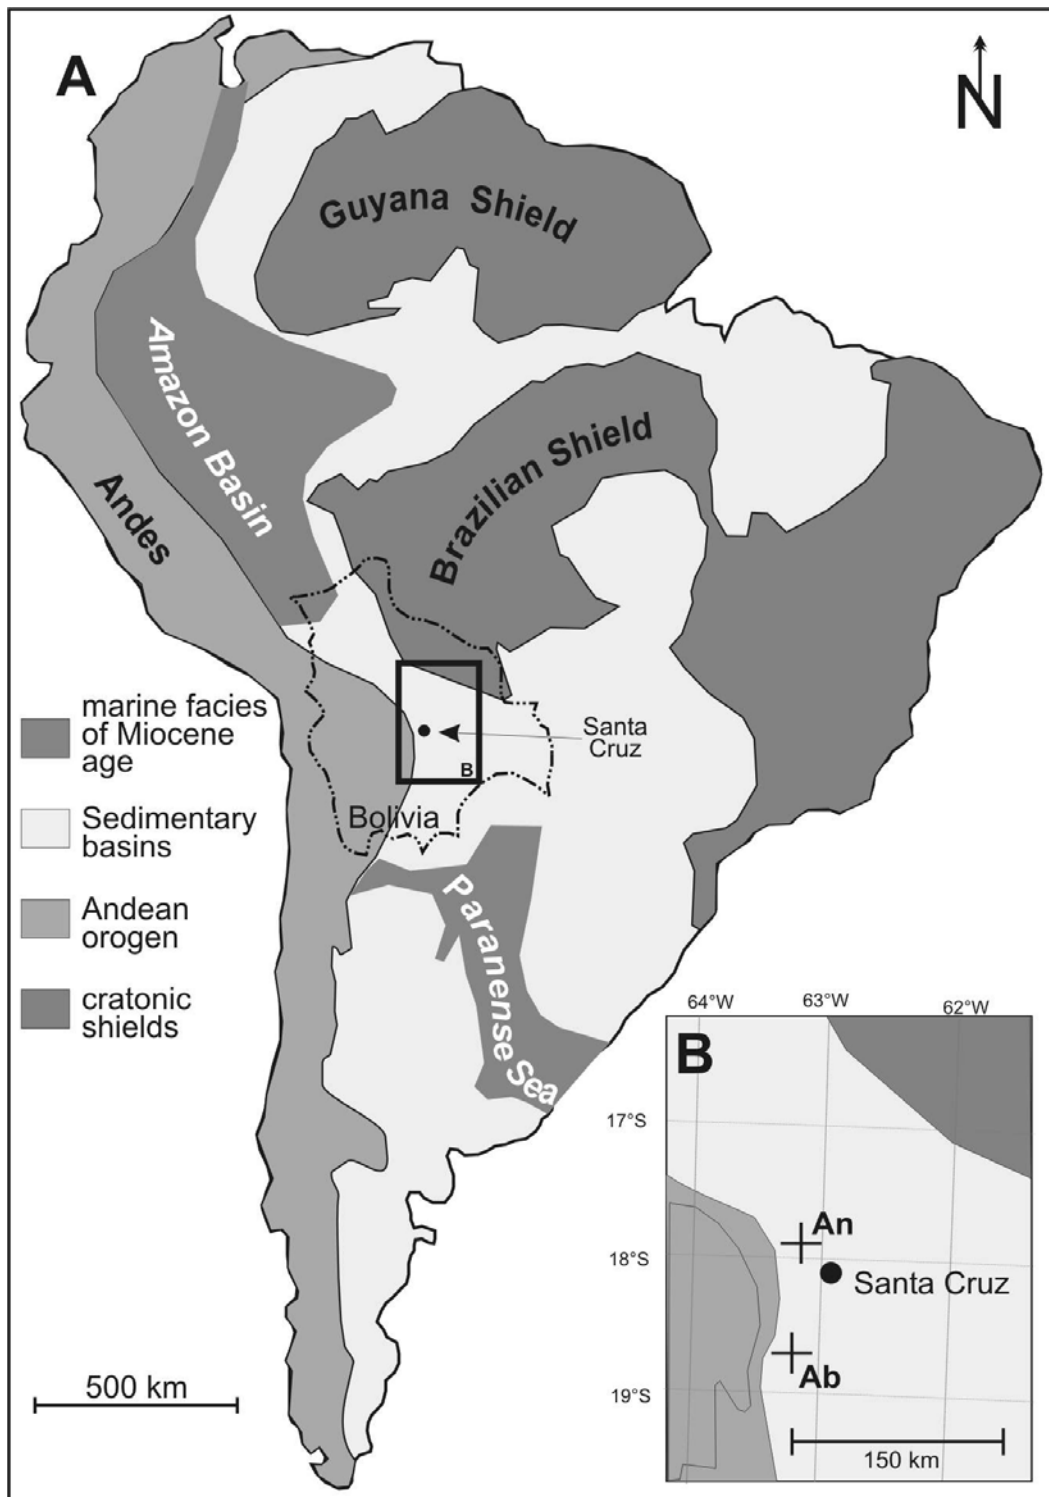 A
N
Guyana Shield
Amazon Basin
Brazilian Shield
Andes
marine facies
of Miocene
age
Sedimentary
basins
Andean
orogen
cratonic
shields
Santa
Cruz
B
Bolivia
Paranense Sea
500 km
64°W
63°W
62°W
B
17°S
An
18°S
Santa Cruz
Ab
19°S
150 km